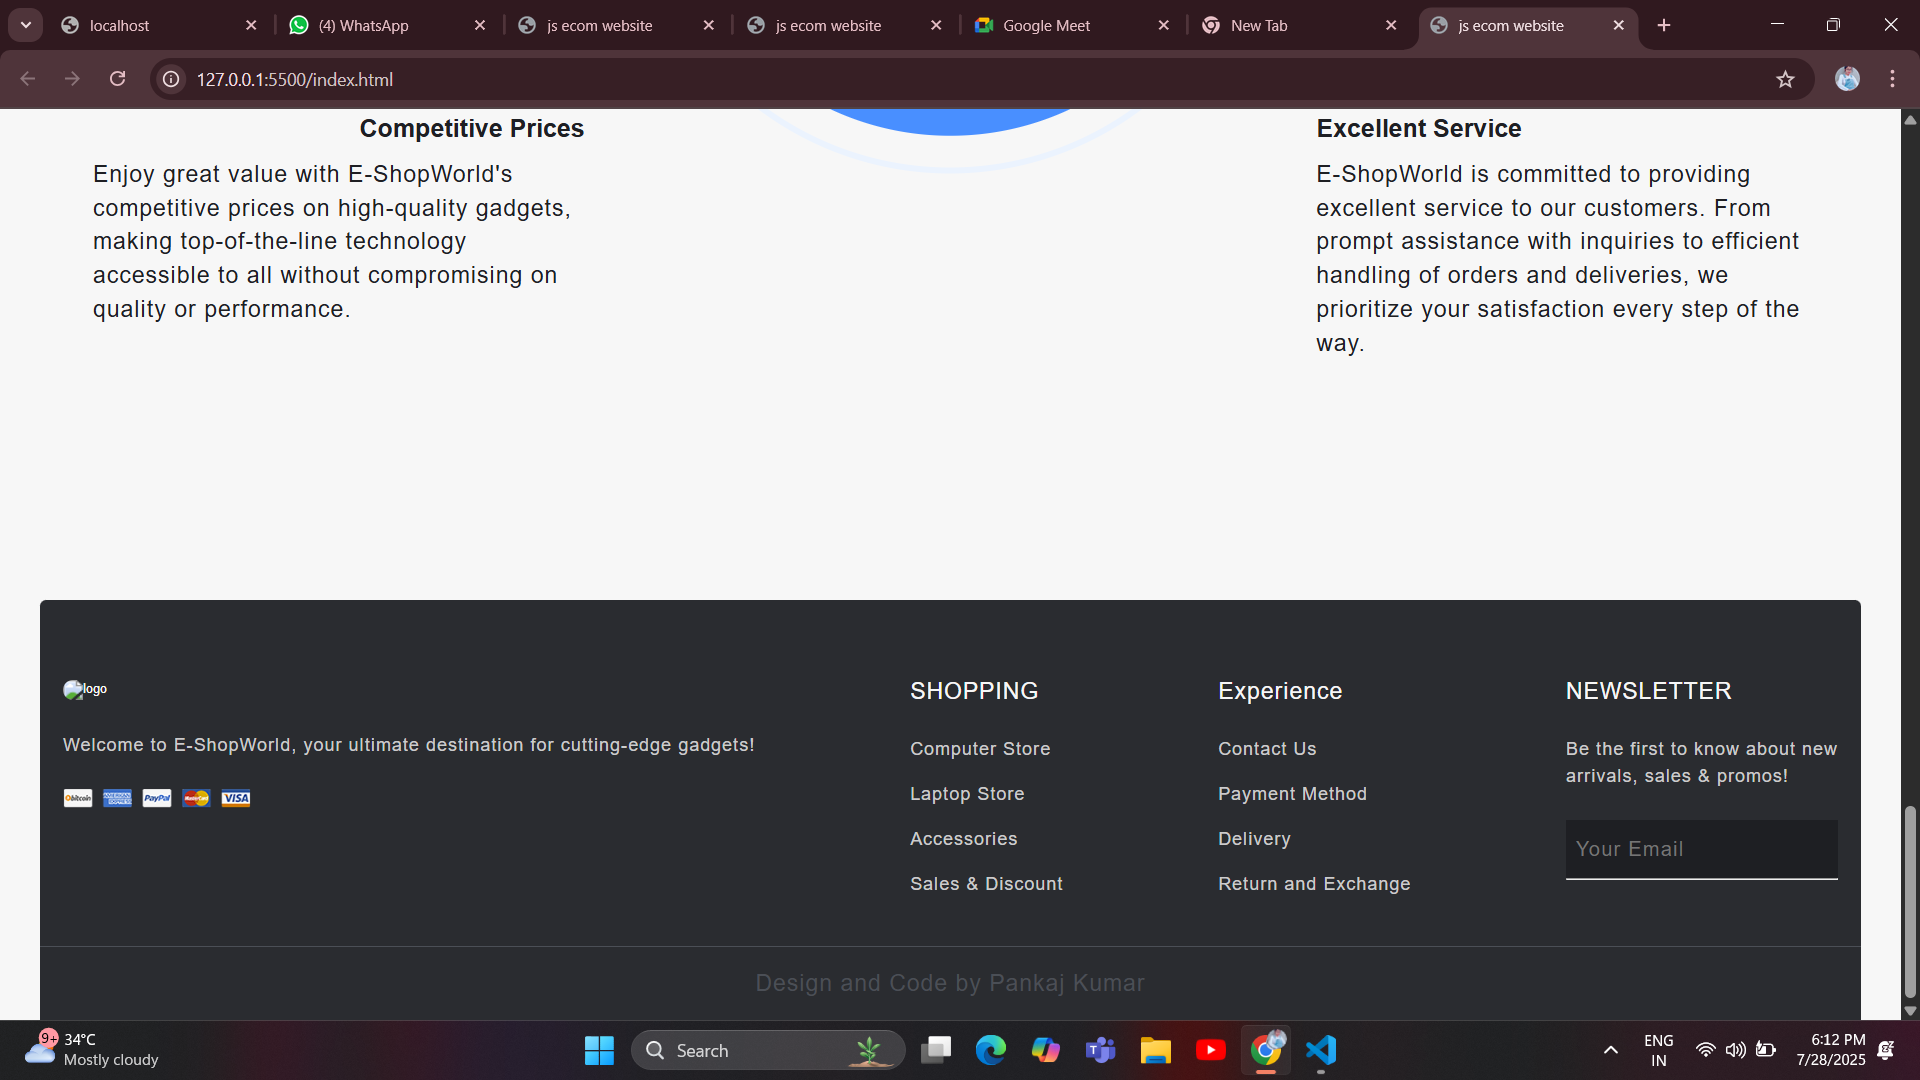 localhost
(4) WhatsApp
js ecom website
js ecom website
Google Meet
New Tab
js ecom website
127.0.0.1:5500/index.html
Competitive Prices
Enjoy great value with E-ShopWorld's
competitive prices on high-quality gadgets,
making top-of-the-line technology
accessible to all without compromising on
quality or performance.
Excellent Service
E-ShopWorld is committed to providing
excellent service to our customers. From
prompt assistance with inquiries to efficient
handling of orders and deliveries, we
prioritize your satisfaction every step of the
way.
logo
Welcome to E-ShopWorld, your ultimate destination for cutting-edge gadgets!
bitcoin
AMERICAN
EXPRESS
PayPal
MasterCard
VISA
SHOPPING
Computer Store
Laptop Store
Accessories
Sales & Discount
Experience
Contact Us
Payment Method
Delivery
Return and Exchange
NEWSLETTER
Be the first to know about new
arrivals, sales & promos!
Your Email
Design and Code by Pankaj Kumar
9+
34°C
Mostly cloudy
Search
ENG
IN
6:12 PM
7/28/2025